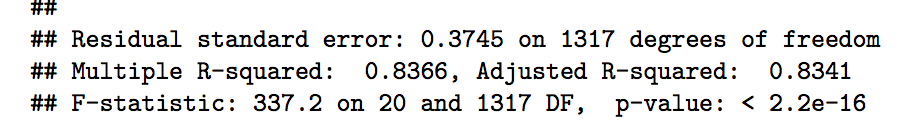 ##
## Residual standard error: 0.3745 on 1317 degrees of freedom
## Multiple R-squared:  0.8366, Adjusted R-squared:  0.8341
## F-statistic: 337.2 on 20 and 1317 DF,  p-value: < 2.2e-16